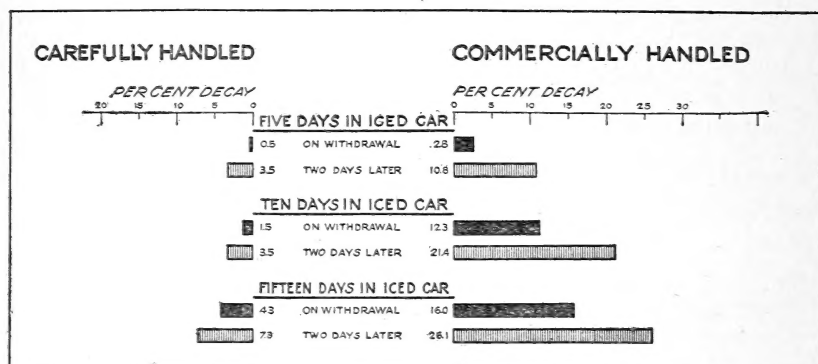 CAREFULLY HANDLED COMMERCIALLY HANDLED
PER CENT DECAY PER CENT DECAY
20 15 10 5 0 0 5 10 15 20 25 30
FIVE DAYS IN ICED CAR
0.5 ON WITHDRAWAL 2.8
3.5 TWO DAYS LATER 10.8
TEN DAYS IN ICED CAR
1.5 ON WITHDRAWAL 12.3
3.5 TWO DAYS LATER 21.4
FIFTEEN DAYS IN ICED CAR
4.3 ON WITHDRAWAL 16.0
7.3 TWO DAYS LATER 26.1